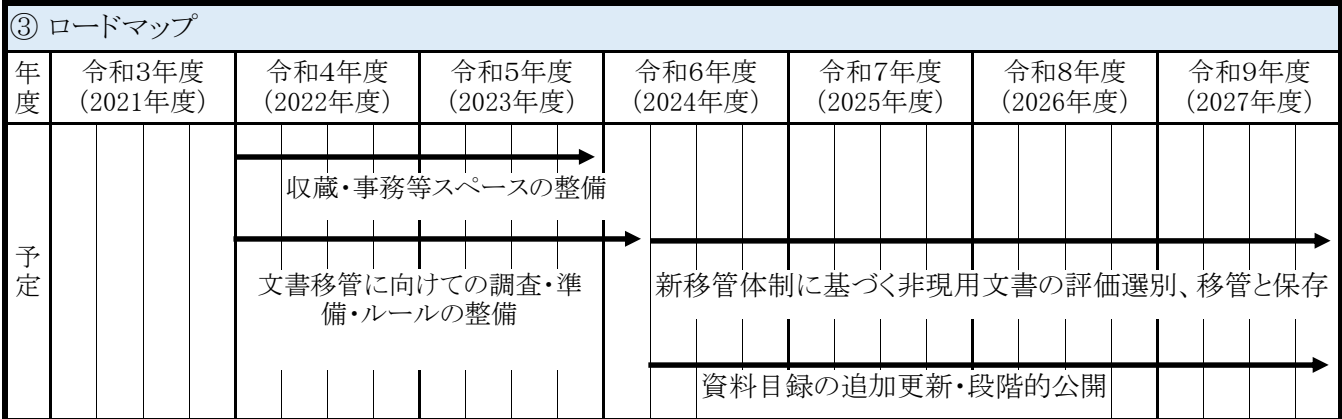 ③ ロードマップ
年度
令和3年度
(2021年度)
令和4年度
(2022年度)
令和5年度
(2023年度)
令和6年度
(2024年度)
令和7年度
(2025年度)
令和8年度
(2026年度)
令和9年度
(2027年度)
予定
収蔵・事務等スペースの整備
文書移管に向けての調査・準
備・ルールの整備
新移管体制に基づく非現用文書の評価選別、移管と保存
資料目録の追加更新・段階的公開